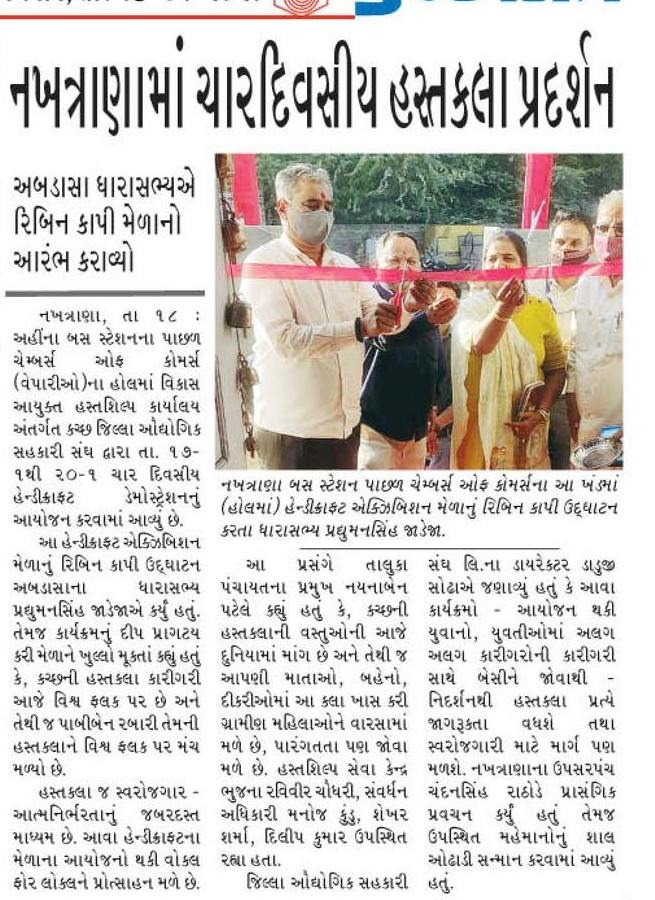 નખત્રાણામાં ચારદિવસીય હસ્તકલા પ્રદર્શન
અબડાસા ધારાસભ્યએ
રિબિન કાપી મેળાનો
આરંભ કરાવ્યો
નખત્રાણા, તા ૧૮ :
અહીંના બસ સ્ટેશનના પાછળ
ચેમ્બર્સ ઓફ કોમર્સ
(વેપારીઓ)ના હોલમાં વિકાસ
આયુક્ત હસ્તશિલ્પ કાર્યાલય
અંતર્ગત કચ્છ જિલ્લા ઔદ્યોગિક
સહકારી સંઘ દ્વારા તા. ૧૭-
૧થી ૨૦-૧ ચાર દિવસીય
હેન્ડીક્રાફટ ડેમોસ્ટ્રેશનનું
આયોજન કરવામાં આવ્યું છે.
આ હેન્ડીક્રાફટ એક્ઝિબિશન
મેળાનું રિબિન કાપી ઉદ્દઘાટન
અબડાસાના ધારાસભ્ય
પ્રદ્યુમનસિંહ જાડેજાએ કર્યું હતું.
તેમજ કાર્યક્રમનું દીપ પ્રાગટય
કરી મેળાને ખુલ્લો મૂકતાં કહ્યું હતું
કે, કચ્છની હસ્તકલા કારીગરી
આજે વિશ્વ ફલક પર છે અને
તેથી જ પાબીબેન રબારી તેમની
હસ્તકલાને વિશ્વ ફલક પર મંચ
મળ્યો છે.
હસ્તકલા જ સ્વરોજગાર -
આત્મનિર્ભરતાનું જબરદસ્ત
માધ્યમ છે. આવા હેન્ડીક્રાફટના
મેળાના આયોજનો થકી વોકલ
ફોર લોકલને પ્રોત્સાહન મળે છે.
નખત્રાણા બસ સ્ટેશન પાછળ ચેમ્બર્સ ઓફ કોમર્સના આ ખંડમાં
(હોલમાં) હેન્ડીક્રાફટ એક્ઝિબિશન મેળાનું રિબિન કાપી ઉદ્દઘાટન
કરતા ધારાસભ્ય પ્રદ્યુમનસિંહ જાડેજા.
આ પ્રસંગે તાલુકા
પંચાયતના પ્રમુખ નયનાબેન
પટેલે કહ્યું હતું કે, કચ્છની
હસ્તકલાની વસ્તુઓની આજે
દુનિયામાં માંગ છે અને તેથી જ
આપણી માતાઓ, બહેનો,
દીકરીઓમાં આ કલા ખાસ કરી
ગ્રામીણ મહિલાઓને વારસામાં
મળે છે, પારંગતતા પણ જોવા
મળે છે. હસ્તશિલ્પ સેવા કેન્દ્ર
ભુજના રવિવીર ચૌધરી, સંવર્ધન
અધિકારી મનોજ કુંડુ, શેખર
શર્મા, દિલીપ કુમાર ઉપસ્થિત
રહ્યા હતા.
જિલ્લા ઔદ્યોગિક સહકારી
સંઘ લિ.ના ડાયરેક્ટર ડાડુજી
સોઢાએ જણાવ્યું હતું કે આવા
કાર્યક્રમો - આયોજન થકી
યુવાનો, યુવતીઓમાં અલગ
અલગ કારીગરોની કારીગરી
સાથે બેસીને જોવાથી -
નિદર્શનથી હસ્તકલા પ્રત્યે
જાગરૂકતા વધશે તથા
સ્વરોજગારી માટે માર્ગ પણ
મળશે. નખત્રાણાના ઉપસરપંચ
ચંદનસિંહ રાઠોડે પ્રાસંગિક
પ્રવચન કર્યું હતું તેમજ
ઉપસ્થિત મહેમાનોનું શાલ
ઓઢાડી સન્માન કરવામાં આવ્યું
હતું.